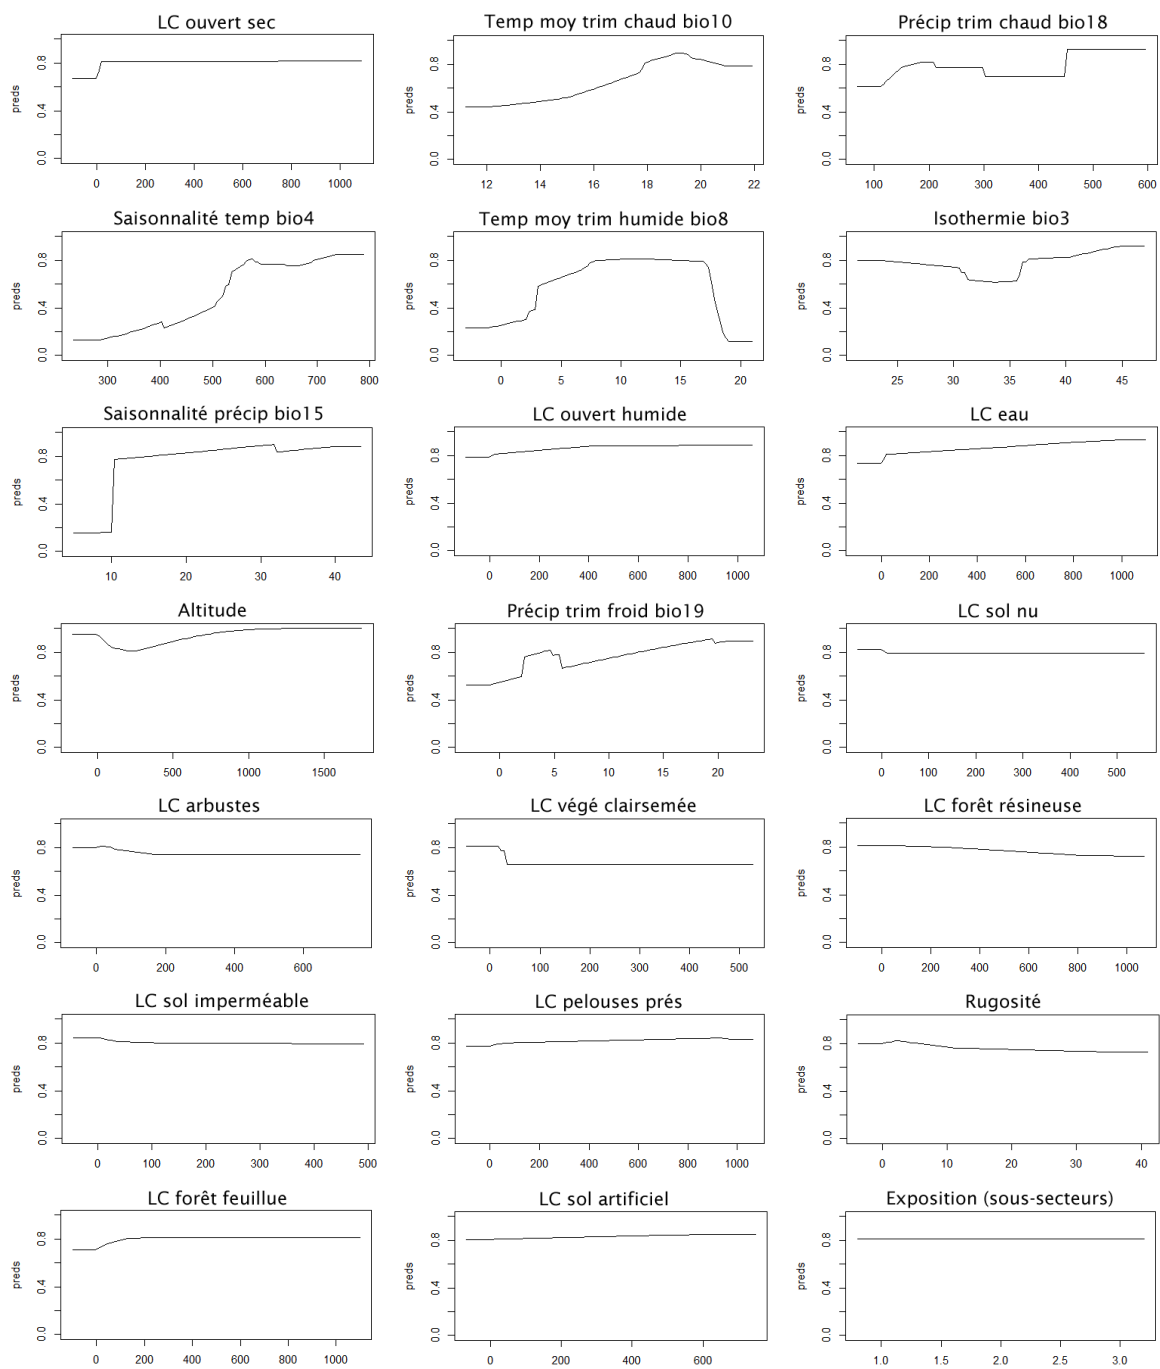 LC ouvert sec
preds
0.0 0.4 0.8
0 200 400 600 800 1000
Temp moy trim chaud bio10
preds
0.0 0.4 0.8
12 14 16 18 20 22
Précip trim chaud bio18
preds
0.0 0.4 0.8
100 200 300 400 500 600
Saisonnalité temp bio4
preds
0.0 0.4 0.8
300 400 500 600 700 800
Temp moy trim humide bio8
preds
0.0 0.4 0.8
0 5 10 15 20
Isothermie bio3
preds
0.0 0.4 0.8
25 30 35 40 45
Saisonnalité précip bio15
preds
0.0 0.4 0.8
10 20 30 40
LC ouvert humide
preds
0.0 0.4 0.8
0 200 400 600 800 1000
LC eau
preds
0.0 0.4 0.8
0 200 400 600 800 1000
Altitude
preds
0.0 0.4 0.8
0 500 1000 1500
Précip trim froid bio19
preds
0.0 0.4 0.8
0 5 10 15 20
LC sol nu
preds
0.0 0.4 0.8
0 100 200 300 400 500
LC arbustes
preds
0.0 0.4 0.8
0 200 400 600
LC végé clairsemée
preds
0.0 0.4 0.8
0 100 200 300 400 500
LC forêt résineuse
preds
0.0 0.4 0.8
0 200 400 600 800 1000
LC sol imperméable
preds
0.0 0.4 0.8
0 100 200 300 400 500
LC pelouses prés
preds
0.0 0.4 0.8
0 200 400 600 800 1000
Rugosité
preds
0.0 0.4 0.8
0 10 20 30 40
LC forêt feuillue
preds
0.0 0.4 0.8
0 200 400 600 800 1000
LC sol artificiel
preds
0.0 0.4 0.8
0 200 400 600
Exposition (sous-secteurs)
preds
0.0 0.4 0.8
1.0 1.5 2.0 2.5 3.0